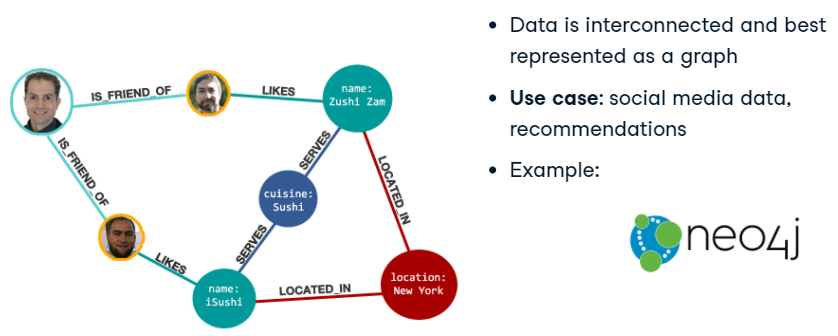 IS_FRIEND_OF
LIKES
name:
Zushi Zam
IS_FRIEND_OF
SERVES
LOCATED_IN
cuisine:
Sushi
LIKES
SERVES
name:
iSushi
LOCATED_IN
location:
New York
• Data is interconnected and best
represented as a graph
• Use case: social media data,
recommendations
• Example:
neo4j